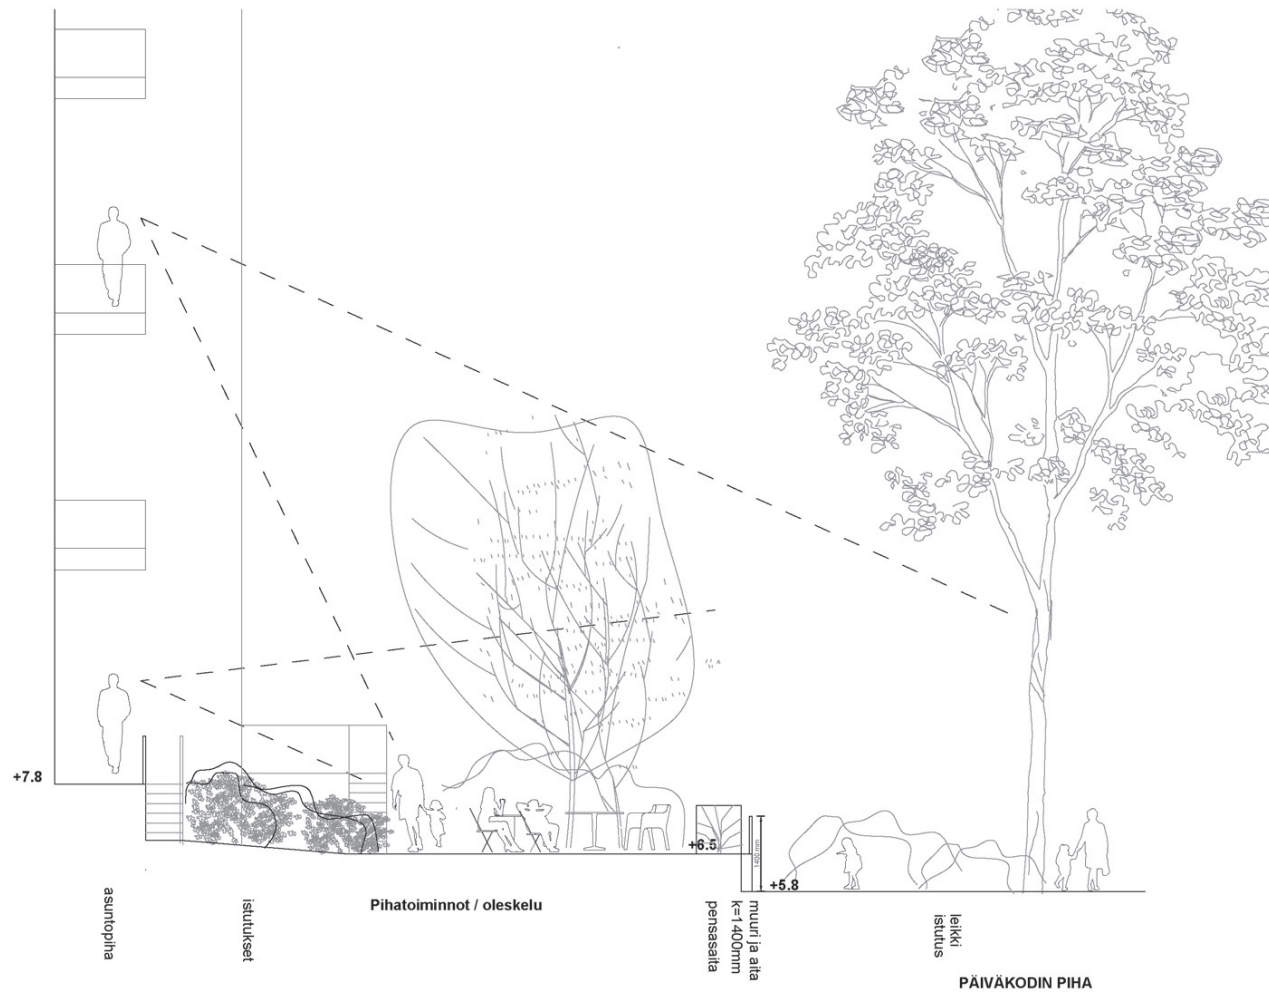 +7.8
+6.5
1400mm
+5.8
asuntopiha
istutukset
Pihatoiminnot / oleskelu
muuri ja aita
k=1400mm
pensasaita
leikki
istutus
PÄIVÄKODIN PIHA